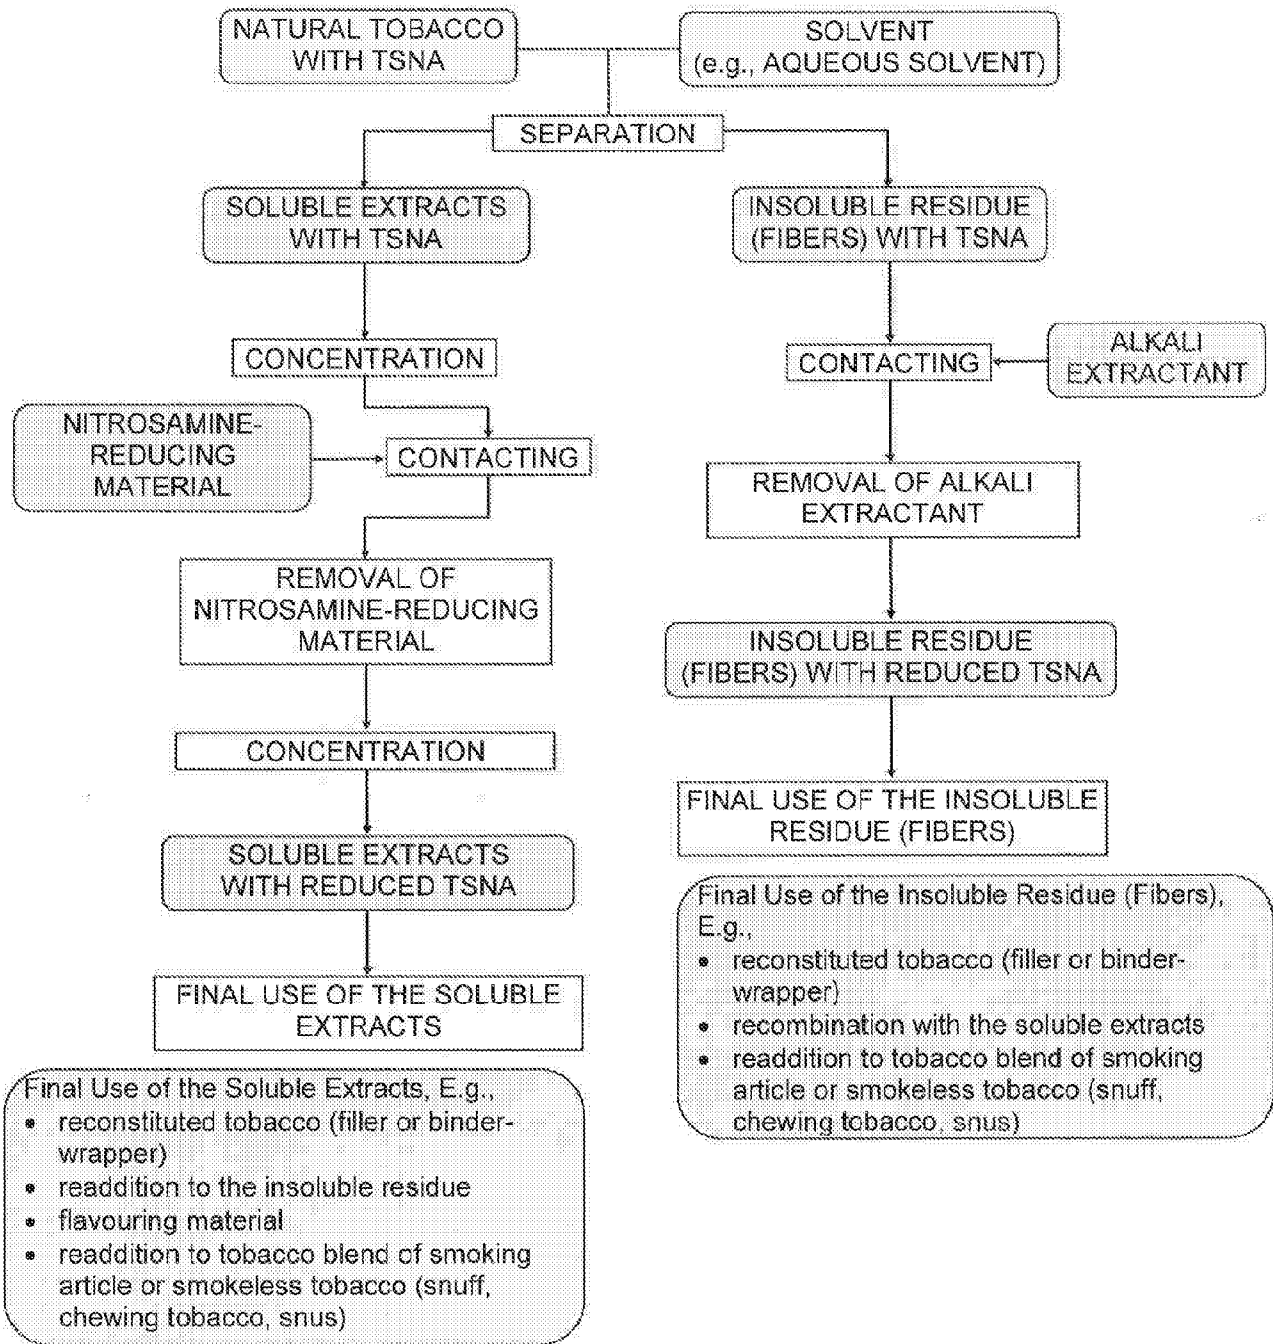 NATURAL TOBACCO
WITH TSNA
SOLVENT
(e.g., AQUEOUS SOLVENT)
SEPARATION
SOLUBLE EXTRACTS
WITH TSNA
INSOLUBLE RESIDUE
(FIBERS) WITH TSNA
CONCENTRATION
CONTACTING
ALKALI
EXTRACTANT
NITROSAMINE-
REDUCING
MATERIAL
CONTACTING
REMOVAL OF ALKALI
EXTRACTANT
REMOVAL OF
NITROSAMINE-REDUCING
MATERIAL
INSOLUBLE RESIDUE
(FIBERS) WITH REDUCED TSNA
CONCENTRATION
FINAL USE OF THE INSOLUBLE
RESIDUE (FIBERS)
SOLUBLE EXTRACTS
WITH REDUCED TSNA
Final Use of the Insoluble Residue (Fibers),
E.g.,
• reconstituted tobacco (filler or binder-
wrapper)
• recombination with the soluble extracts
• readdition to tobacco blend of smoking
article or smokeless tobacco (snuff,
chewing tobacco, snus)
FINAL USE OF THE SOLUBLE
EXTRACTS
Final Use of the Soluble Extracts, E.g.,
• reconstituted tobacco (filler or binder-
wrapper)
• readdition to the insoluble residue
• flavouring material
• readdition to tobacco blend of smoking
article or smokeless tobacco (snuff,
chewing tobacco, snus)